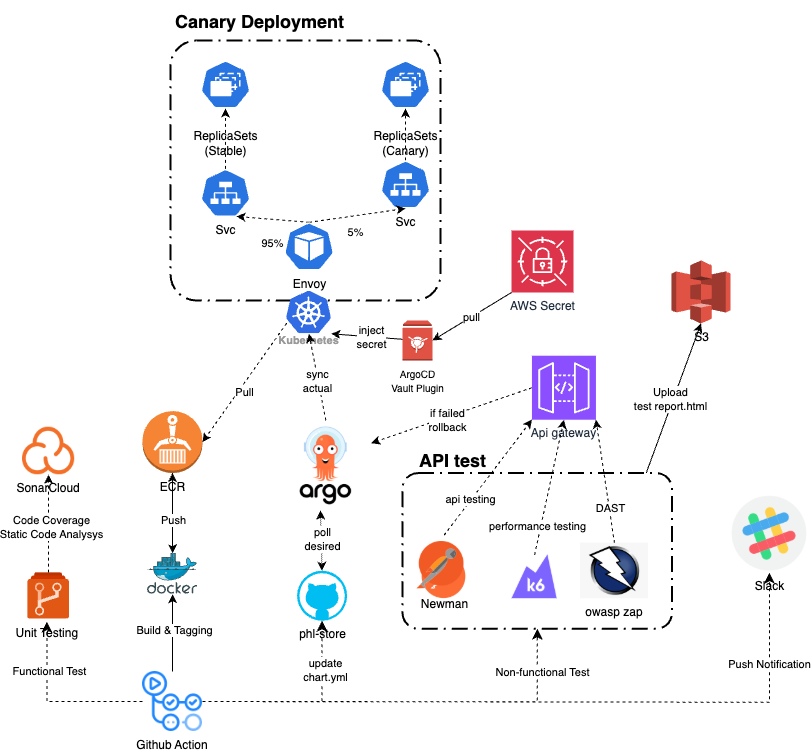 Canary Deployment
ReplicaSets
(Stable)
ReplicaSets
(Canary)
Svc
Svc
95%
5%
Envoy
Kubernetes
inject
secret
pull
AWS Secret
ArgoCD
Vault Plugin
S3
sync
actual
Pull
Upload
test report.html
if failed
rollback
Api gateway
API test
SonarCloud
ECR
argo
Code Coverage
Static Code Analysys
Push
poll
desired
api testing
performance testing
DAST
docker
k6
Newman
owasp zap
Slack
Unit Testing
phl-store
Build & Tagging
Functional Test
update
chart.yml
Non-functional Test
Push Notification
Github Action